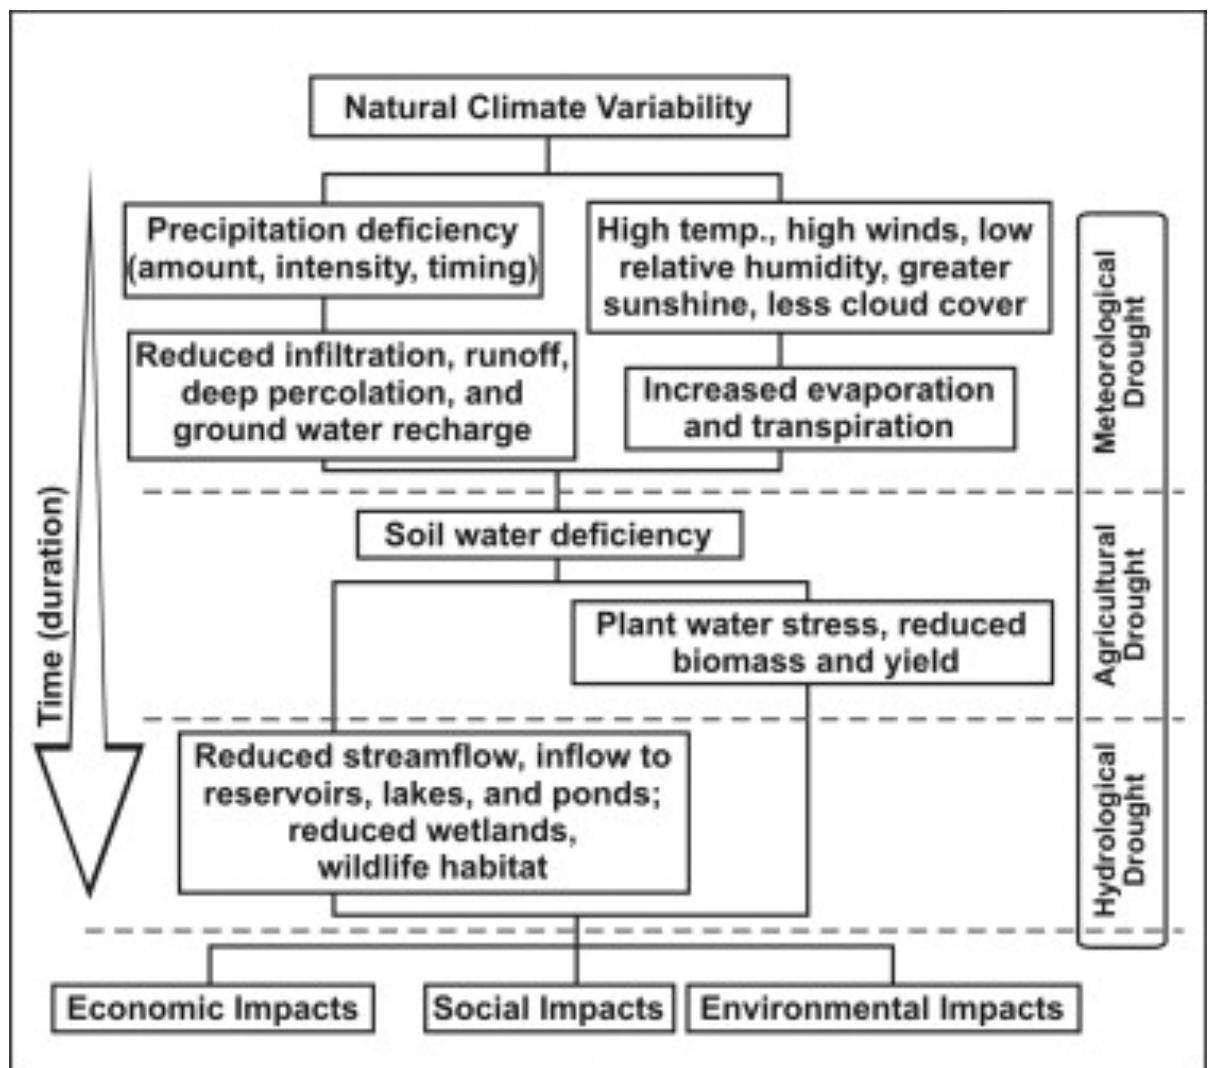 Natural Climate Variability
Precipitation deficiency
(amount, intensity, timing)
High temp., high winds, low
relative humidity, greater
sunshine, less cloud cover
Reduced infiltration, runoff,
deep percolation, and
ground water recharge
Increased evaporation
and transpiration
Meteorological
Drought
Soil water deficiency
Plant water stress, reduced
biomass and yield
Agricultural
Drought
Time (duration)
Reduced streamflow, inflow to
reservoirs, lakes, and ponds;
reduced wetlands,
wildlife habitat
Hydrological
Drought
Economic Impacts
Social Impacts
Environmental Impacts